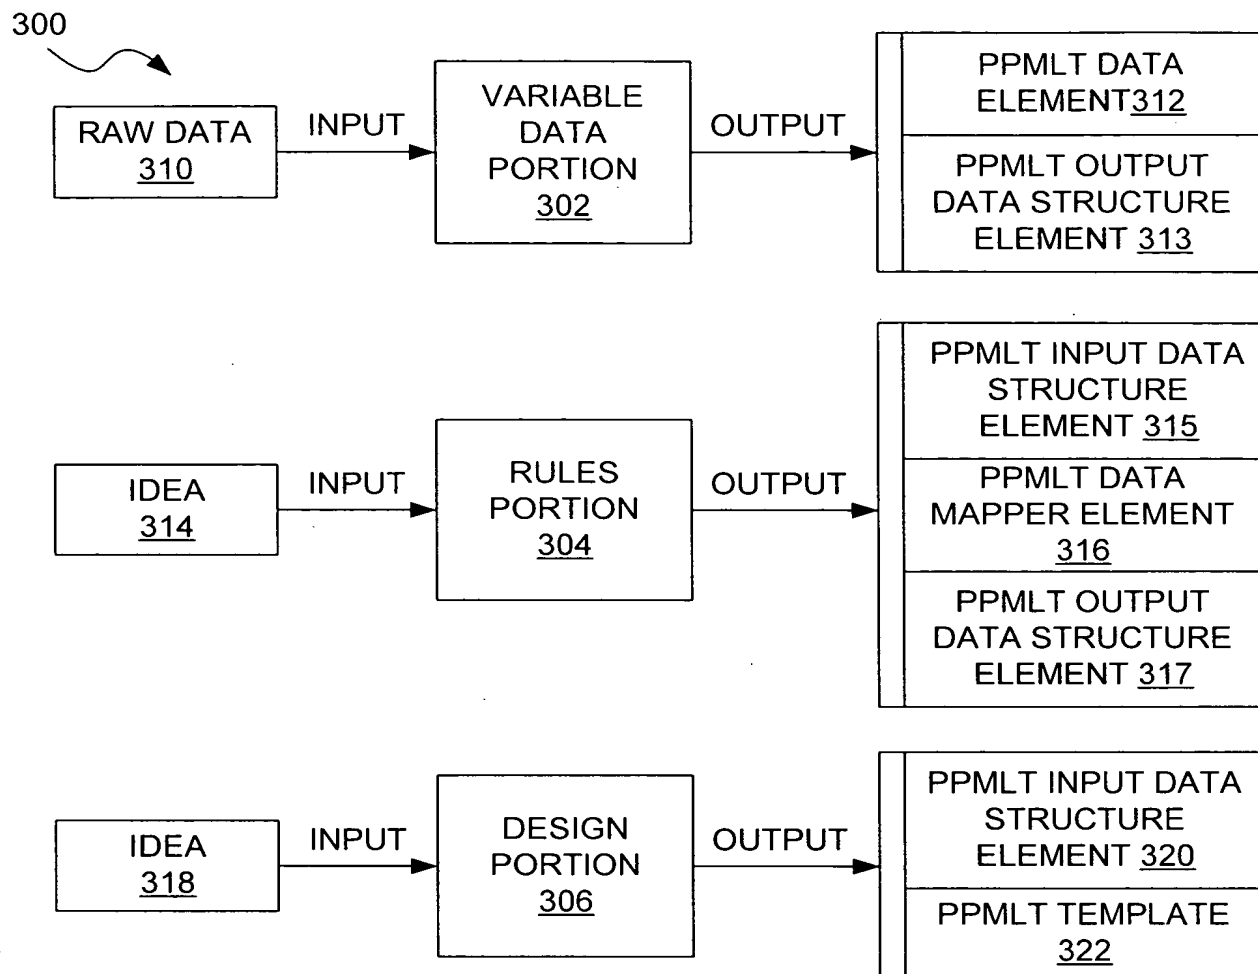 300
RAW DATA
310
INPUT
VARIABLE
DATA
PORTION
302
OUTPUT
PPMLT DATA
ELEMENT312
PPMLT OUTPUT
DATA STRUCTURE
ELEMENT 313
IDEA
314
INPUT
RULES
PORTION
304
OUTPUT
PPMLT INPUT DATA
STRUCTURE
ELEMENT 315
PPMLT DATA
MAPPER ELEMENT
316
PPMLT OUTPUT
DATA STRUCTURE
ELEMENT 317
IDEA
318
INPUT
DESIGN
PORTION
306
OUTPUT
PPMLT INPUT DATA
STRUCTURE
ELEMENT 320
PPMLT TEMPLATE
322